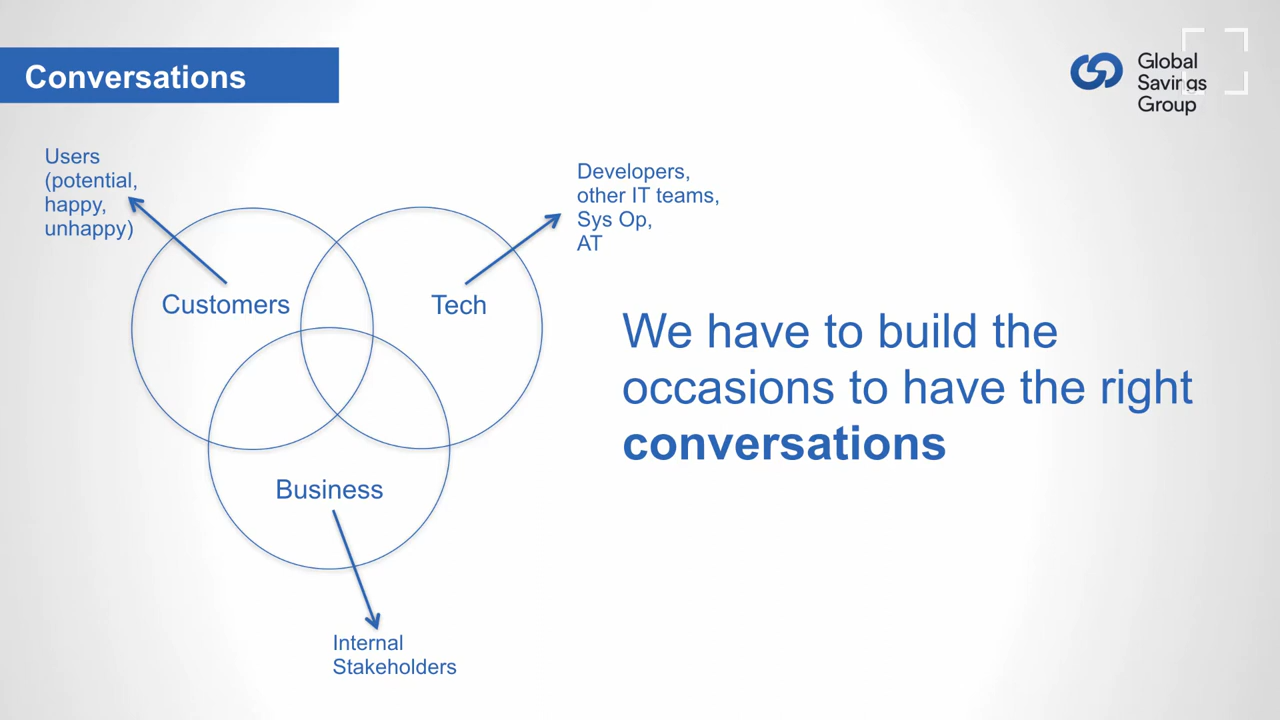 Conversations
Global
Savings
Group
Users
(potential,
happy,
unhappy)
Developers,
other IT teams,
Sys Op,
AT
Customers
Tech
We have to build the
occasions to have the right
conversations
Business
Internal
Stakeholders